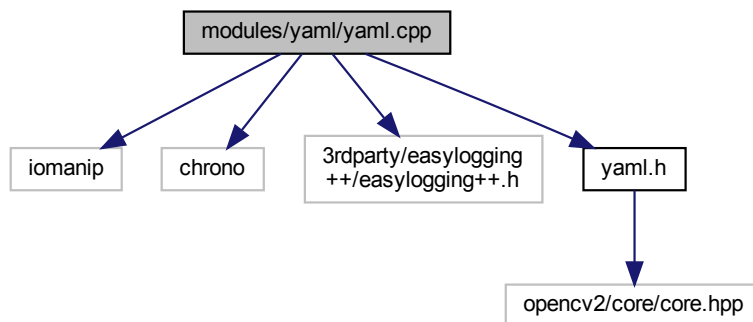 modules/yaml/yaml.cpp
iomanip
chrono
3rdparty/easylogging
++/easylogging++.h
yaml.h
opencv2/core/core.hpp